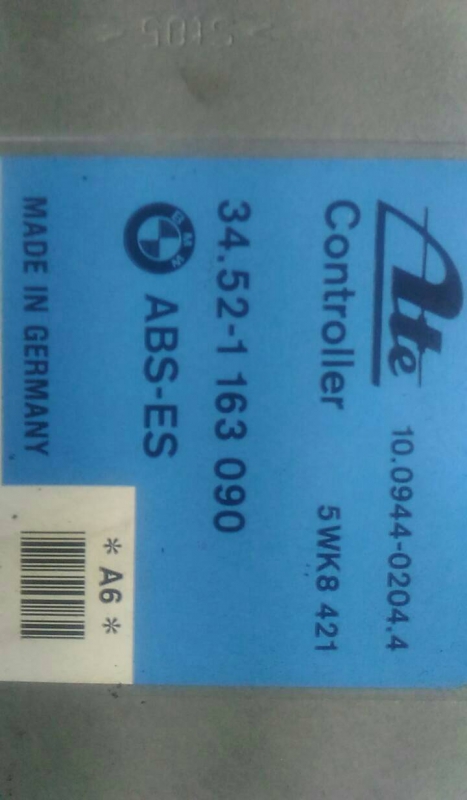 Ate 10.0944-0204.4
Controller 5WK8 421
34.52-1 163 090
BMW ABS-ES
MADE IN GERMANY
* A6 *